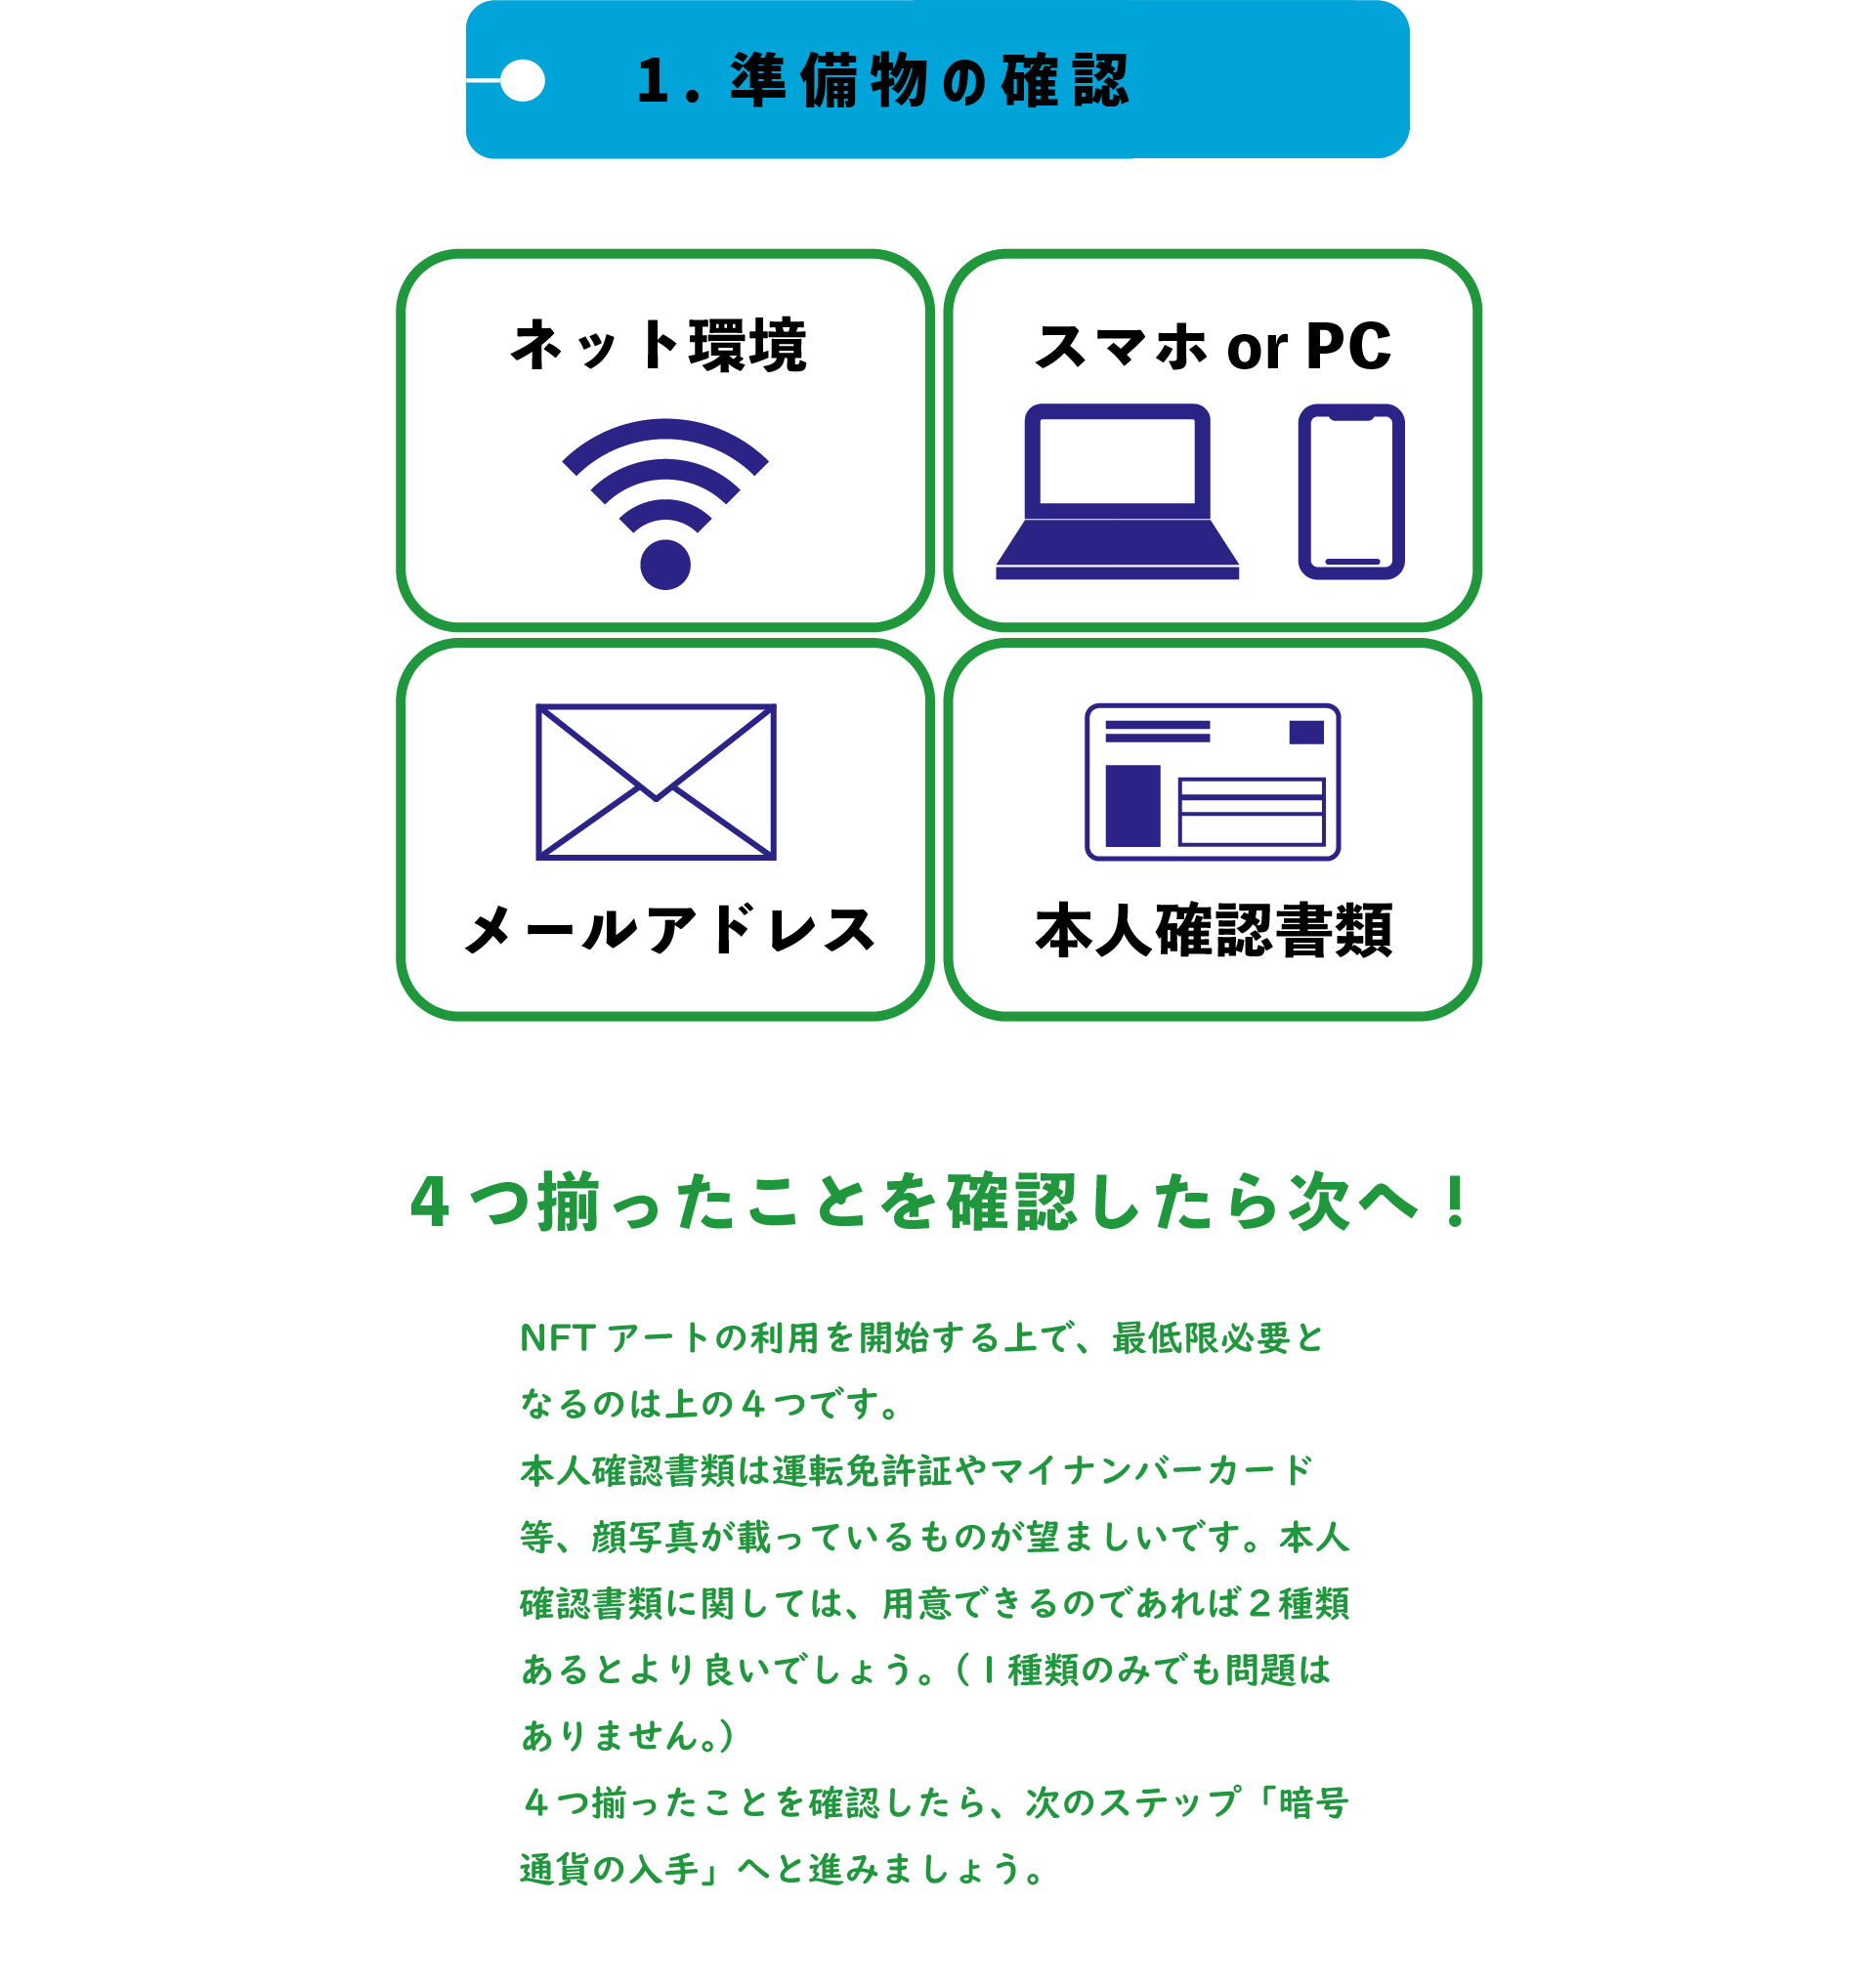 1. 準備物の確認
ネット環境
スマホ or PC
メールアドレス
本人確認書類
4つ揃ったことを確認したら次へ！
NFTアートの利用を開始する上で、最低限必要と
なるのは上の４つです。
本人確認書類は運転免許証やマイナンバーカード
等、顔写真が載っているものが望ましいです。本人
確認書類に関しては、用意できるのであれば２種類
あるとより良いでしょう。（１種類のみでも問題は
ありません。）
４つ揃ったことを確認したら、次のステップ「暗号
通貨の入手」へと進みましょう。